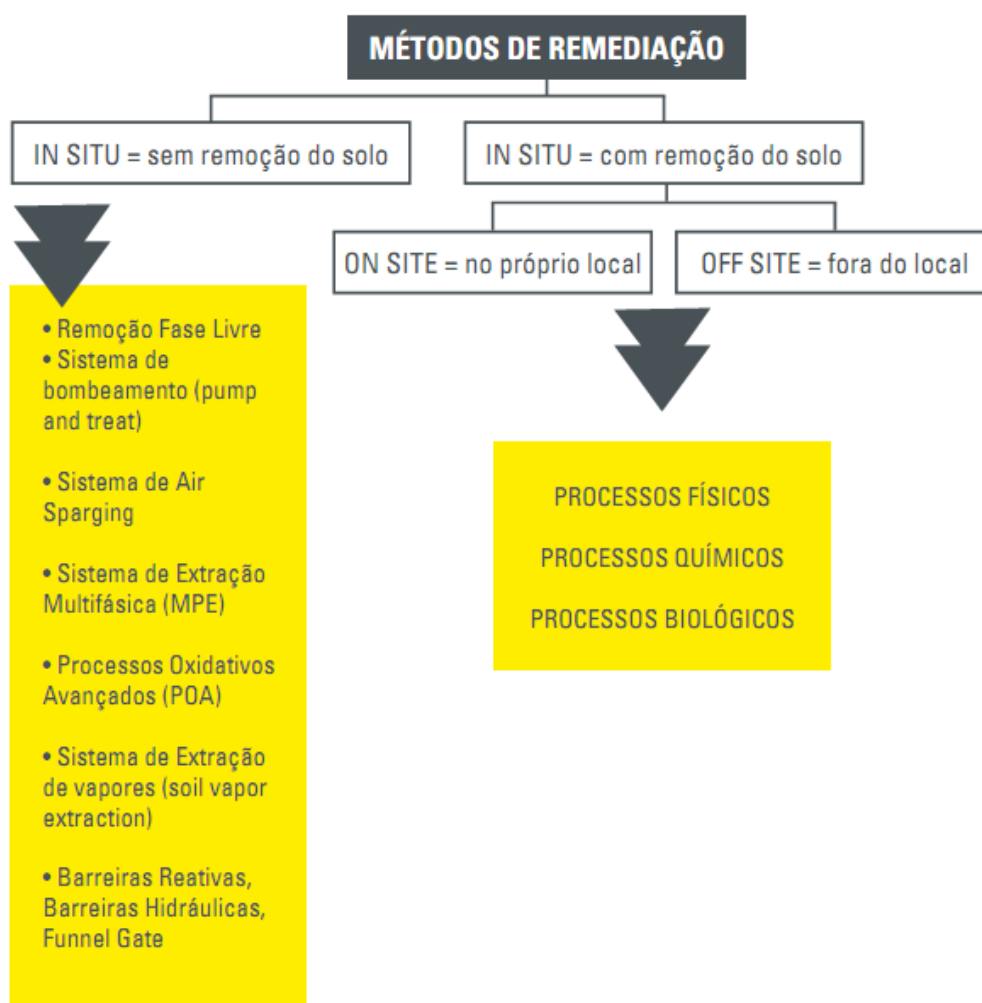 MÉTODOS DE REMEDIAÇÃO
IN SITU = sem remoção do solo
IN SITU = com remoção do solo
ON SITE = no próprio local
OFF SITE = fora do local
• Remoção Fase Livre
• Sistema de
bombeamento (pump
and treat)
• Sistema de Air
Sparging
• Sistema de Extração
Multifásica (MPE)
• Processos Oxidativos
Avançados (POA)
• Sistema de Extração
de vapores (soil vapor
extraction)
• Barreiras Reativas,
Barreiras Hidráulicas,
Funnel Gate
PROCESSOS FÍSICOS
PROCESSOS QUÍMICOS
PROCESSOS BIOLÓGICOS